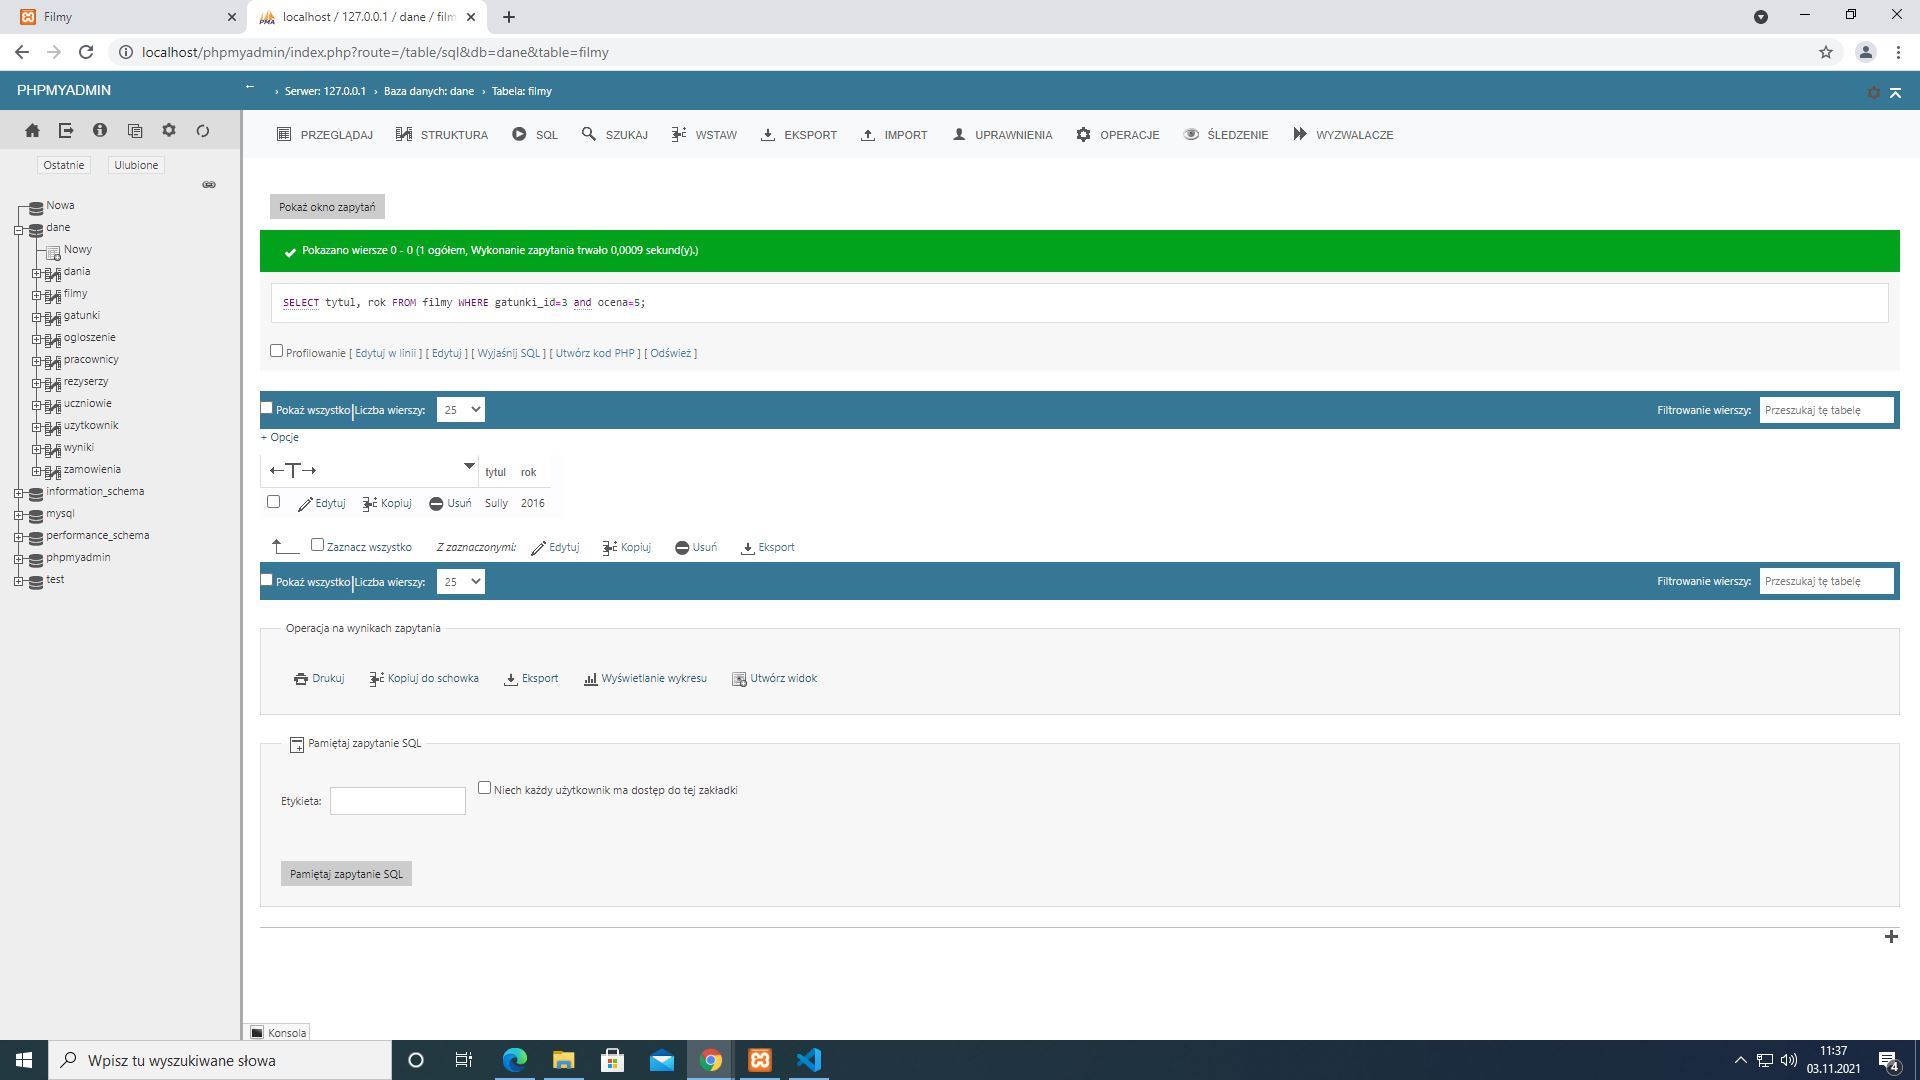 Filmy
localhost / 127.0.0.1 / dane / film
localhost/phpmyadmin/index.php?route=/table/sql&db=dane&table=filmy
PHPMYADMIN
← › Serwer: 127.0.0.1 › Baza danych: dane › Tabela: filmy
PRZEGLĄDAJ STRUKTURA SQL SZUKAJ WSTAW EKSPORT IMPORT UPRAWNIENIA OPERACJE ŚLEDZENIE WYZWALACZE
Ostatnie Ulubione
Nowa
dane
Nowy
dania
filmy
gatunki
ogloszenie
pracownicy
rezyserzy
uczniowie
uzytkownik
wyniki
zamowienia
information_schema
mysql
performance_schema
phpmyadmin
test
Pokaż okno zapytań
Pokazano wiersze 0 - 0 (1 ogółem, Wykonanie zapytania trwało 0,0009 sekund(y).)
SELECT tytul, rok FROM filmy WHERE gatunki_id=3 and ocena=5;
Profilowanie [ Edytuj w linii ] [ Edytuj ] [ Wyjaśnij SQL ] [ Utwórz kod PHP ] [ Odśwież ]
Pokaż wszystko | Liczba wierszy: 25 Filtrowanie wierszy: Przeszukaj tę tabelę
+ Opcje
←T→ tytul rok
Edytuj Kopiuj Usuń Sully 2016
Zaznacz wszystko Z zaznaczonymi: Edytuj Kopiuj Usuń Eksport
Pokaż wszystko | Liczba wierszy: 25 Filtrowanie wierszy: Przeszukaj tę tabelę
Operacja na wynikach zapytania
Drukuj Kopiuj do schowka Eksport Wyświetlanie wykresu Utwórz widok
Pamiętaj zapytanie SQL
Etykieta: Niech każdy użytkownik ma dostęp do tej zakładki
Pamiętaj zapytanie SQL
Konsola
Wpisz tu wyszukiwane słowa
11:37
03.11.2021
4